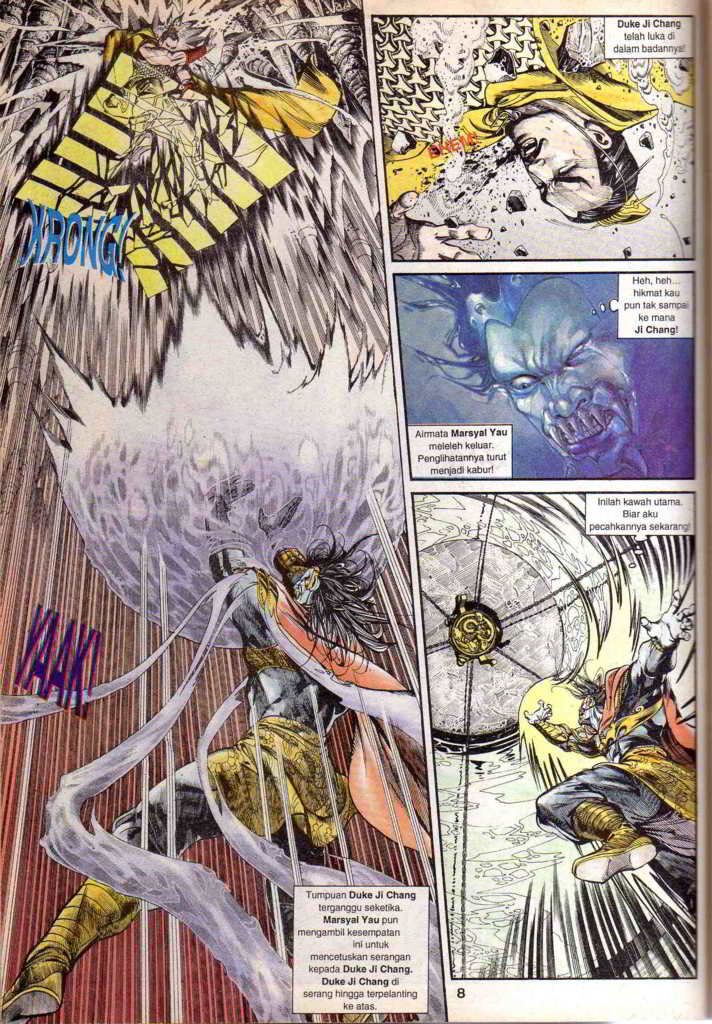 KRONG!
YAAK!
Tumpuan Duke Ji Chang
terganggu seketika.
Marsyal Yau pun
mengambil kesempatan
ini untuk
mencetuskan serangan
kepada Duke Ji Chang.
Duke Ji Chang di
serang hingga terpelanting
ke atas.
Duke Ji Chang
telah luka di
dalam badannya!
EHEM!
Heh, heh...
hikmat kau
pun tak sampai
ke mana
Ji Chang!
Airmata Marsyal Yau
meleleh keluar.
Penglihatannya turut
menjadi kabur!
Inilah kawah utama.
Biar aku
pecahkannya sekarang!
8